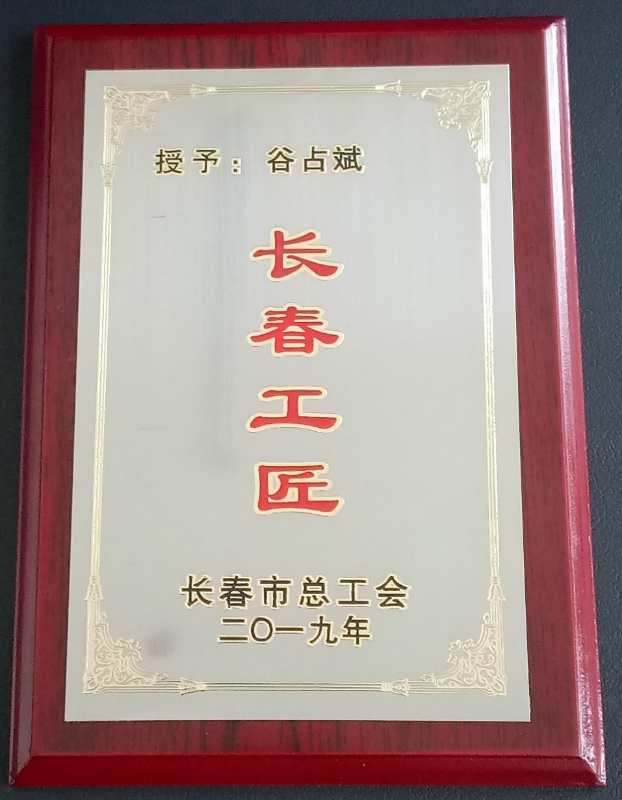 授予：谷占斌
长春工匠
长春市总工会
二〇一九年